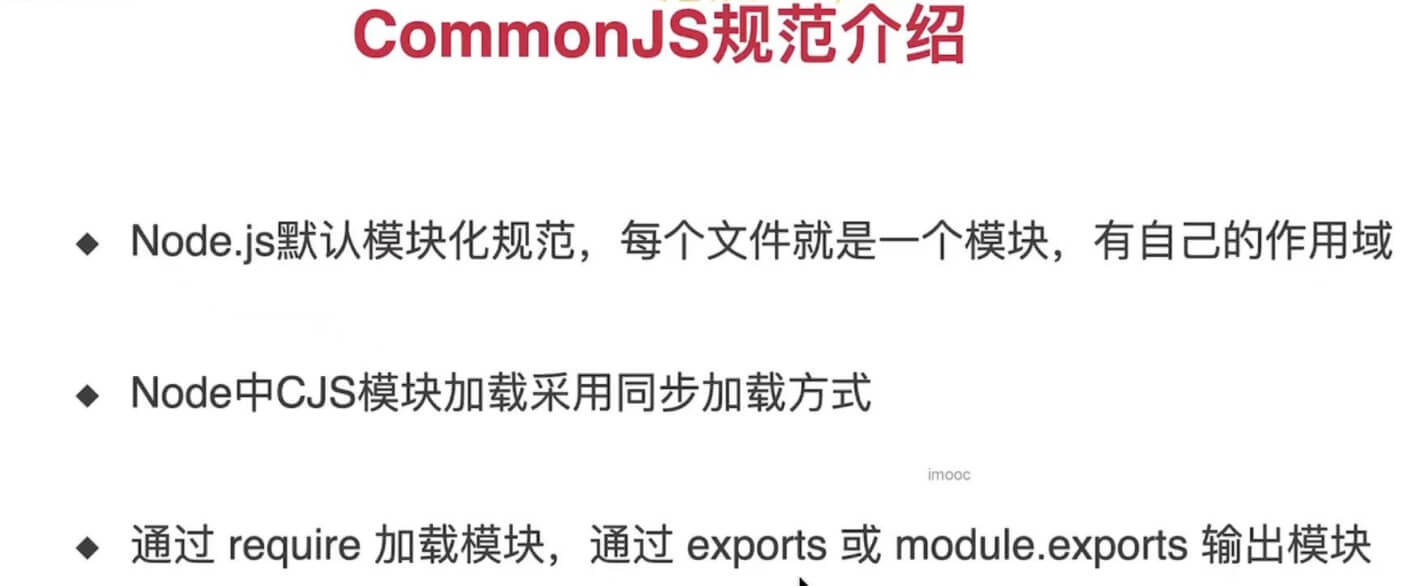 CommonJS规范介绍
◆ Node.js默认模块化规范，每个文件就是一个模块，有自己的作用域
◆ Node中CJS模块加载采用同步加载方式
imooc
◆ 通过 require 加载模块，通过 exports 或 module.exports 输出模块